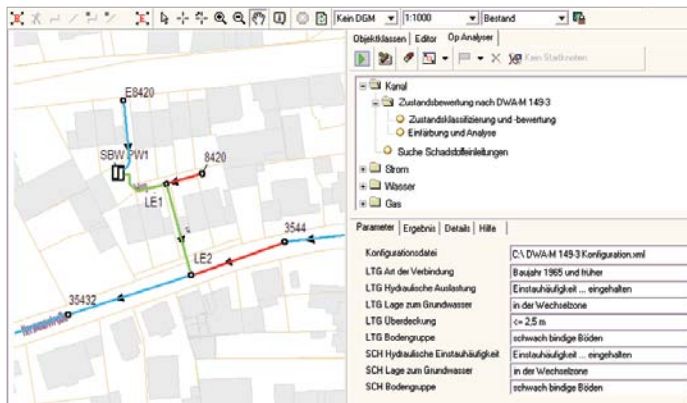 Kein DGM 1:1000 Bestand
Objektklassen Editor Op Analyser
Kein Startknoten
Kanal
Zustandsbewertung nach DWA-M 149-3
Zustandsklassifizierung und -bewertung
Einfärbung und Analyse
Suche Schadstoffeinleitungen
Strom
Wasser
Gas
E8420
SBW PW1
8420
LE1
3544
LE2
35432
Parameter Ergebnis Details Hilfe
Konfigurationsdatei C:\ DWA-M 149-3 Konfiguration.xml
LTG Art der Verbindung Baujahr 1965 und früher
LTG Hydraulische Auslastung Einstauhäufigkeit ... eingehalten
LTG Lage zum Grundwasser in der Wechselzone
LTG Überdeckung <= 2,5 m
LTG Bodengruppe schwach bindige Böden
SCH Hydraulische Einstauhäufigkeit Einstauhäufigkeit ... eingehalten
SCH Lage zum Grundwasser in der Wechselzone
SCH Bodengruppe schwach bindige Böden